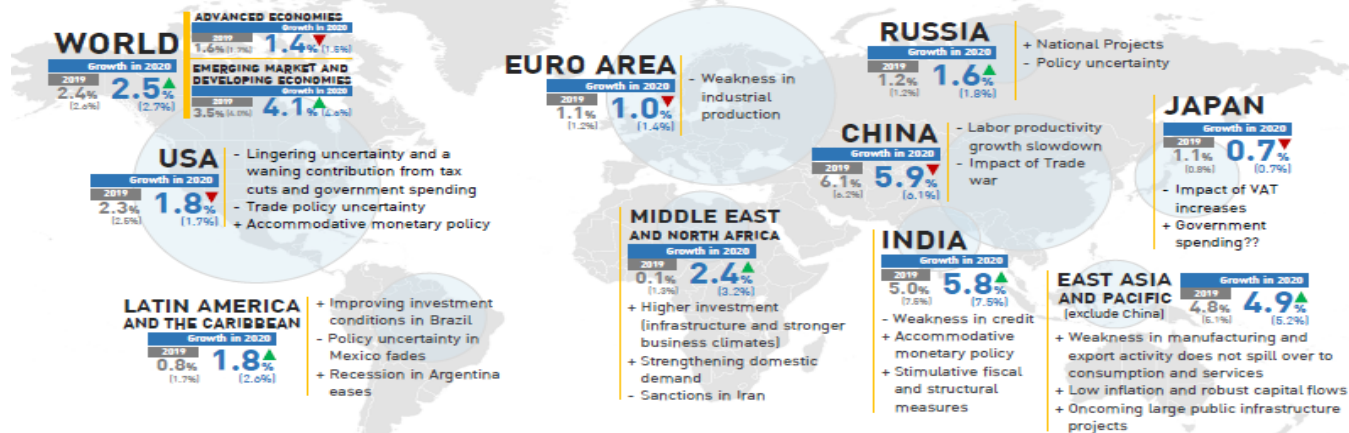 WORLD
Growth in 2020
2019
2.4%
(2.6%)
2.5%
(2.7%)
ADVANCED ECONOMIES
Growth in 2020
2019
1.6% (1.7%)
1.4% (1.5%)
EMERGING MARKET AND
DEVELOPING ECONOMIES
Growth in 2020
2019
3.5% (4.0%)
4.1% (4.6%)
USA
Growth in 2020
2019
2.3%
(2.5%)
1.8%
(1.7%)
- Lingering uncertainty and a
waning contribution from tax
cuts and government spending
- Trade policy uncertainty
+ Accommodative monetary policy
LATIN AMERICA
AND THE CARIBBEAN
Growth in 2020
2019
0.8%
(1.7%)
1.8%
(2.6%)
+ Improving investment
conditions in Brazil
- Policy uncertainty in
Mexico fades
+ Recession in Argentina
eases
EURO AREA
Growth in 2020
2019
1.1%
(1.2%)
1.0%
(1.4%)
- Weakness in
industrial
production
MIDDLE EAST
AND NORTH AFRICA
Growth in 2020
2019
0.1%
(1.3%)
2.4%
(3.2%)
+ Higher investment
(infrastructure and stronger
business climates)
+ Strengthening domestic
demand
- Sanctions in Iran
RUSSIA
Growth in 2020
2019
1.2%
(1.2%)
1.6%
(1.8%)
+ National Projects
- Policy uncertainty
CHINA
Growth in 2020
2019
6.1%
(6.2%)
5.9%
(6.1%)
- Labor productivity
growth slowdown
- Impact of Trade
war
JAPAN
Growth in 2020
2019
1.1%
(0.8%)
0.7%
(0.7%)
- Impact of VAT
increases
+ Government
spending??
INDIA
Growth in 2020
2019
5.0%
(7.5%)
5.8%
(7.5%)
- Weakness in credit
+ Accommodative
monetary policy
+ Stimulative fiscal
and structural
measures
EAST ASIA
AND PACIFIC
(exclude China)
Growth in 2020
2019
4.8%
(5.1%)
4.9%
(5.2%)
+ Weakness in manufacturing and
export activity does not spill over to
consumption and services
+ Low inflation and robust capital flows
+ Oncoming large public infrastructure
projects